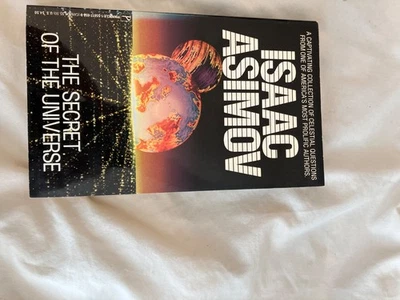 A CAPTIVATING COLLECTION OF CELESTIAL QUESTIONS
FROM ONE OF AMERICA'S MOST PROLIFIC AUTHORS.
ISAAC
ASIMOV
THE SECRET
OF THE UNIVERSE